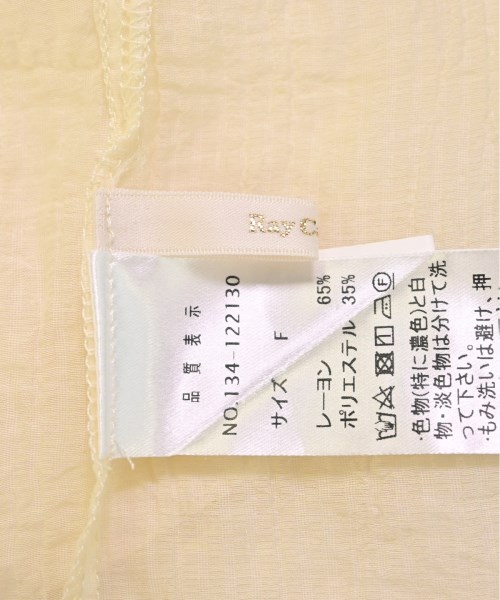 Ray C
品質表示
NO.134-122130
サイズ F
レーヨン 65%
ポリエステル 35%
・色物(特に濃色)と白
物・淡色物は分けて洗
って下さい。
・もみ洗いは避け、押